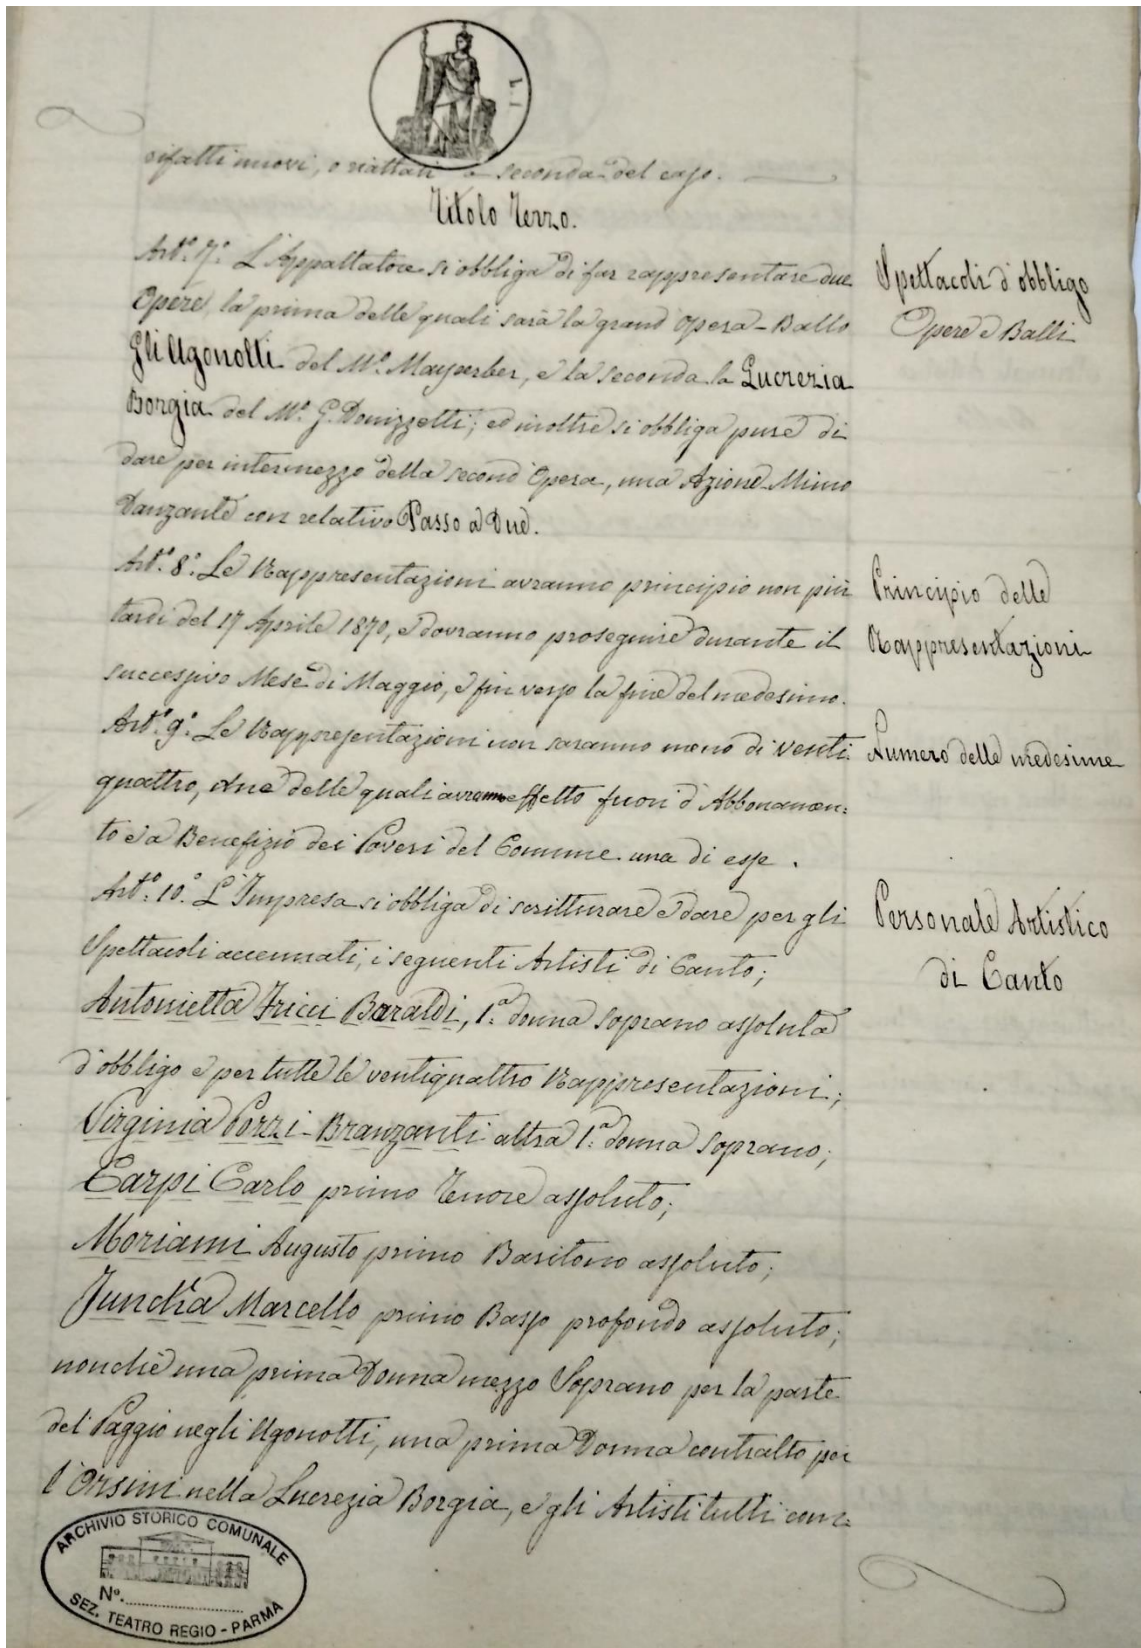 rifatti nuovi, o riattati a seconda del caso.
Titolo Terzo.
Art.° 7.° L'Appaltatore si obbliga di far rappresentare due
Opere, la prima delle quali sarà la grand'opera-Ballo
Gli Ugonotti del M.° Mayerber, e la seconda la Lucrezia
Borgia del M.° G. Donizzetti; ed inoltre si obbliga pure di
dare per intermezzo della second'Opera, una Azione Mimo
Danzante con relativo Passo a Due.
Spettacoli d'obbligo
Opere e Balli
Art.° 8.° Le Rappresentazioni avranno principio non più
tardi del 17 Aprile 1870, e dovranno proseguire durante il
successivo Mese di Maggio, e fin verso la fine del medesimo.
Principio delle
Rappresentazioni
Art.° 9.° Le Rappresentazioni non saranno meno di venti
quattro, due delle quali avranno effetto fuori d'Abbonamen:
to e a Benefizio dei Poveri del Comune una di esse.
Numero delle medesime
Art.° 10.° L'Impresa si obbliga di scritturare e dare per gli
Spettacoli accennati, i seguenti Artisti di Canto;
Antonietta Fricci Baraldi, 1.a donna soprano assoluta
d'obbligo e per tutte le ventiquattro Rappresentazioni;
Virginia Pozzi-Branzanti altra 1.a donna soprano;
Carpi Carlo primo Tenore assoluto;
Moriami Augusto primo Baritono assoluto;
Junchà Marcello primo Basso profondo assoluto;
nonchè una prima Donna mezzo Soprano per la parte
del Paggio negli Ugonotti, una prima Donna contralto per
l'Orsini nella Lucrezia Borgia, e gli Artisti tutti com:
Personale Artistico
di Canto
ARCHIVIO STORICO COMUNALE
N°.
SEZ. TEATRO REGIO - PARMA